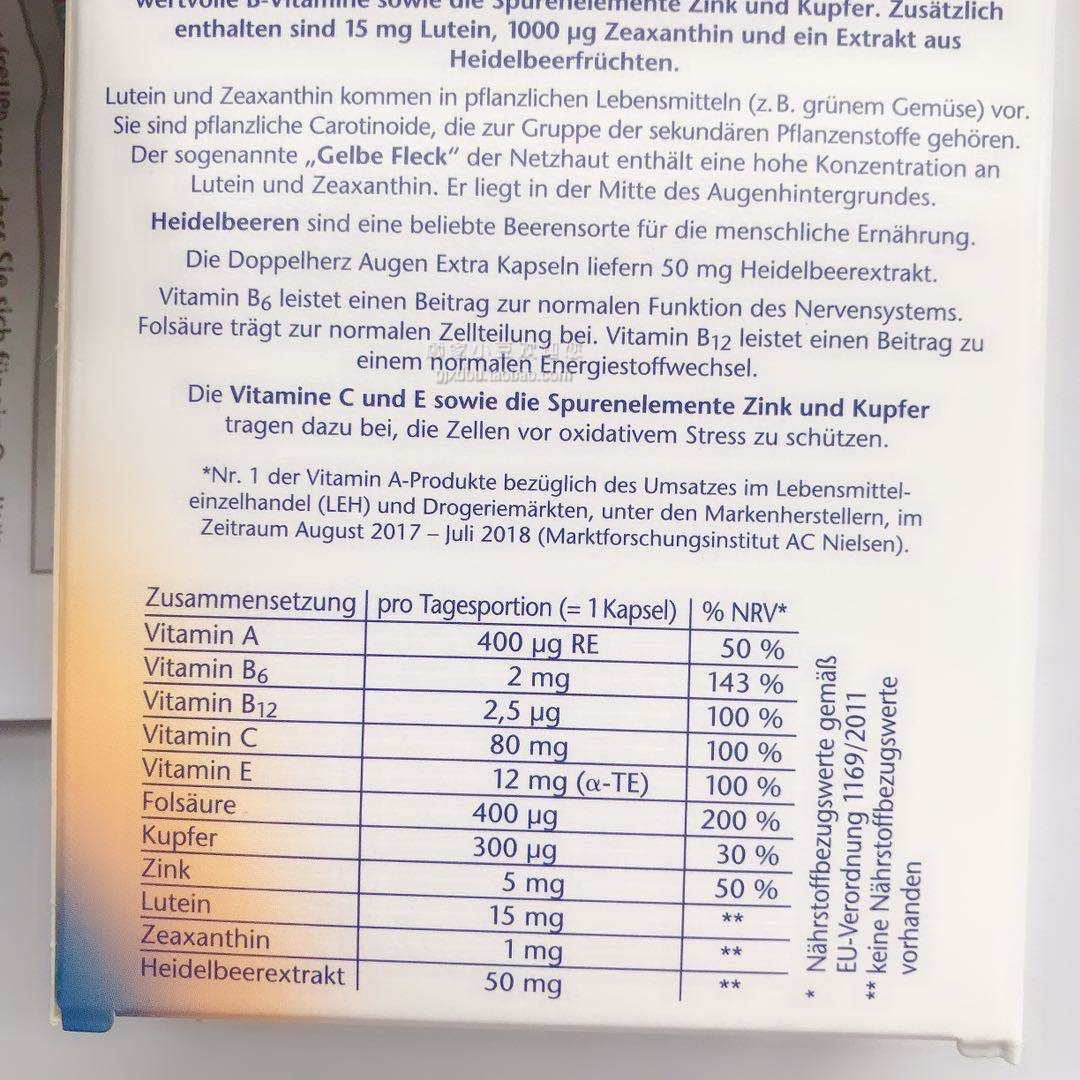 wertvolle B-Vitamine sowie die Spurenelemente Zink und Kupfer. Zusätzlich
enthalten sind 15 mg Lutein, 1000 µg Zeaxanthin und ein Extrakt aus
Heidelbeerfrüchten.
Lutein und Zeaxanthin kommen in pflanzlichen Lebensmitteln (z. B. grünem Gemüse) vor.
Sie sind pflanzliche Carotinoide, die zur Gruppe der sekundären Pflanzenstoffe gehören.
Der sogenannte „Gelbe Fleck“ der Netzhaut enthält eine hohe Konzentration an
Lutein und Zeaxanthin. Er liegt in der Mitte des Augenhintergrundes.
Heidelbeeren sind eine beliebte Beerensorte für die menschliche Ernährung.
Die Doppelherz Augen Extra Kapseln liefern 50 mg Heidelbeerextrakt.
Vitamin B6 leistet einen Beitrag zur normalen Funktion des Nervensystems.
Folsäure trägt zur normalen Zellteilung bei. Vitamin B12 leistet einen Beitrag zu
einem normalen Energiestoffwechsel.
Die Vitamine C und E sowie die Spurenelemente Zink und Kupfer
tragen dazu bei, die Zellen vor oxidativem Stress zu schützen.
*Nr. 1 der Vitamin A-Produkte bezüglich des Umsatzes im Lebensmittel-
einzelhandel (LEH) und Drogeriemärkten, unter den Markenherstellern, im
Zeitraum August 2017 – Juli 2018 (Marktforschungsinstitut AC Nielsen).
Zusammensetzung pro Tagesportion (= 1 Kapsel) % NRV*
Vitamin A 400 µg RE 50 %
Vitamin B6 2 mg 143 %
Vitamin B12 2,5 µg 100 %
Vitamin C 80 mg 100 %
Vitamin E 12 mg (α-TE) 100 %
Folsäure 400 µg 200 %
Kupfer 300 µg 30 %
Zink 5 mg 50 %
Lutein 15 mg **
Zeaxanthin 1 mg **
Heidelbeerextrakt 50 mg **
* Nährstoffbezugswerte gemäß
EU-Verordnung 1169/2011
** keine Nährstoffbezugswerte
vorhanden